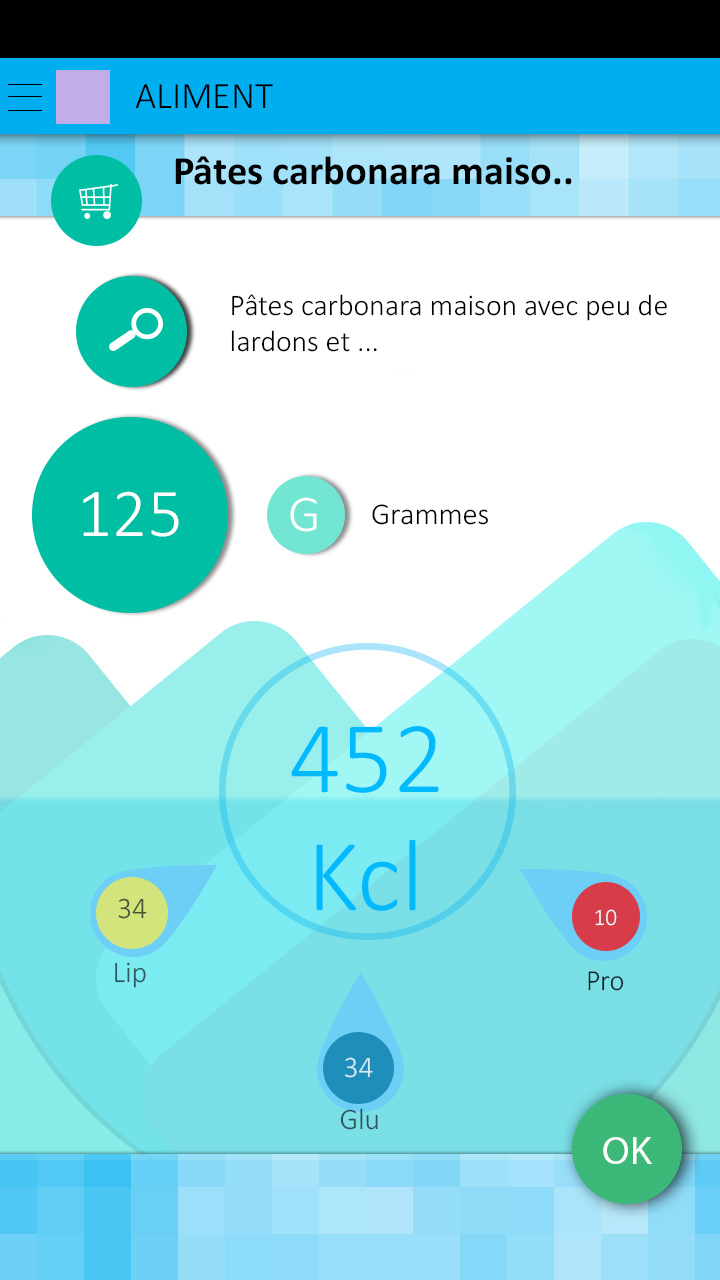 ALIMENT
Pâtes carbonara maiso..
Pâtes carbonara maison avec peu de
lardons et ...
125
G
Grammes
452
Kcl
34
Lip
10
Pro
34
Glu
OK